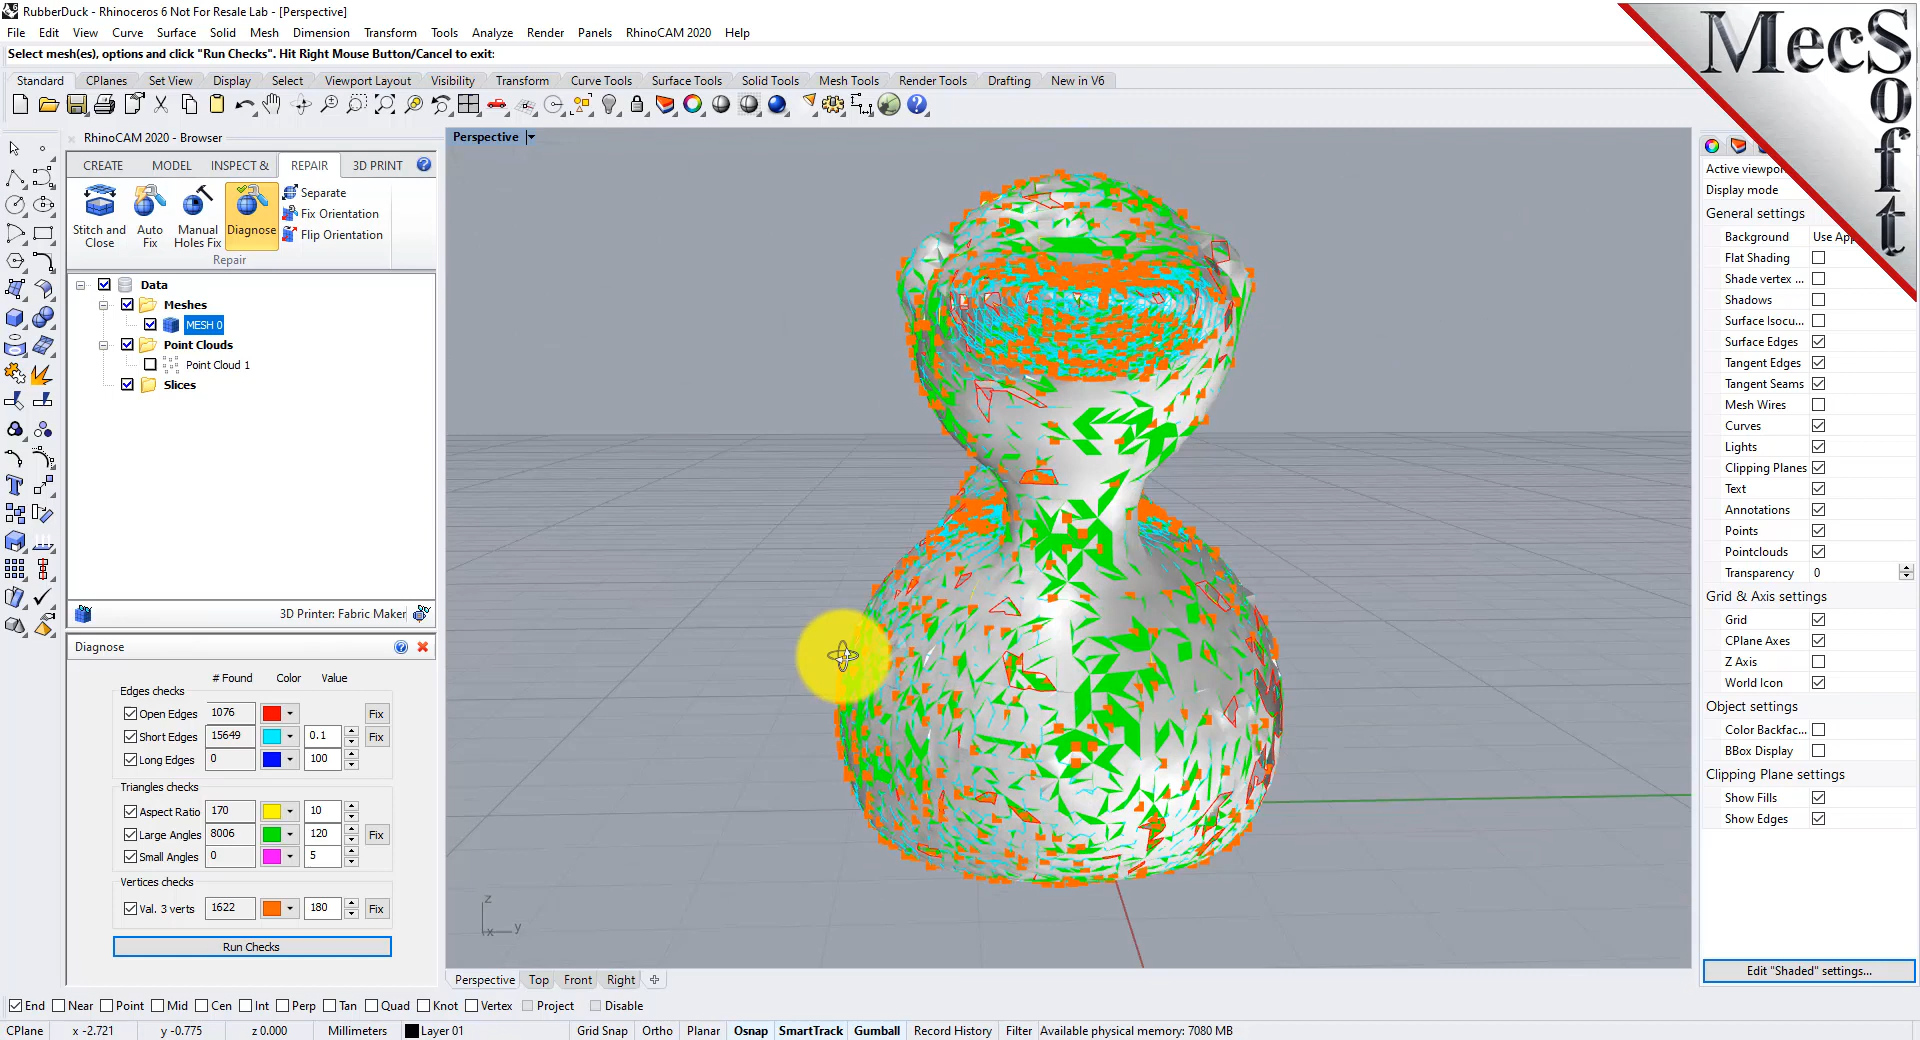 RubberDuck - Rhinoceros 6 Not For Resale Lab - [Perspective]
File Edit View Curve Surface Solid Mesh Dimension Transform Tools Analyze Render Panels RhinoCAM 2020 Help
Select mesh(es), options and click "Run Checks". Hit Right Mouse Button/Cancel to exit:
Standard CPlanes Set View Display Select Viewport Layout Visibility Transform Curve Tools Surface Tools Solid Tools Mesh Tools Render Tools Drafting New in V6
MecSoft
RhinoCAM 2020 - Browser
CREATE MODEL INSPECT & REPAIR 3D PRINT
Stitch and Close
Auto Fix
Manual Holes Fix
Diagnose
Separate
Fix Orientation
Flip Orientation
Repair
Data
Meshes
MESH 0
Point Clouds
Point Cloud 1
Slices
3D Printer: Fabric Maker
Diagnose
# Found Color Value
Edges checks
Open Edges 1076 Fix
Short Edges 15649 0.1 Fix
Long Edges 0 100
Triangles checks
Aspect Ratio 170 10
Large Angles 8006 120 Fix
Small Angles 0 5
Vertices checks
Val. 3 verts 1622 180 Fix
Run Checks
Perspective
z
x y
Perspective Top Front Right
Active viewpor
Display mode
General settings
Background Use App
Flat Shading
Shade vertex ...
Shadows
Surface Isocu...
Surface Edges
Tangent Edges
Tangent Seams
Mesh Wires
Curves
Lights
Clipping Planes
Text
Annotations
Points
Pointclouds
Transparency 0
Grid & Axis settings
Grid
CPlane Axes
Z Axis
World Icon
Object settings
Color Backfac...
BBox Display
Clipping Plane settings
Show Fills
Show Edges
Edit "Shaded" settings...
End Near Point Mid Cen Int Perp Tan Quad Knot Vertex Project Disable
CPlane x -2.721 y -0.775 z 0.000 Millimeters Layer 01 Grid Snap Ortho Planar Osnap SmartTrack Gumball Record History Filter Available physical memory: 7080 MB